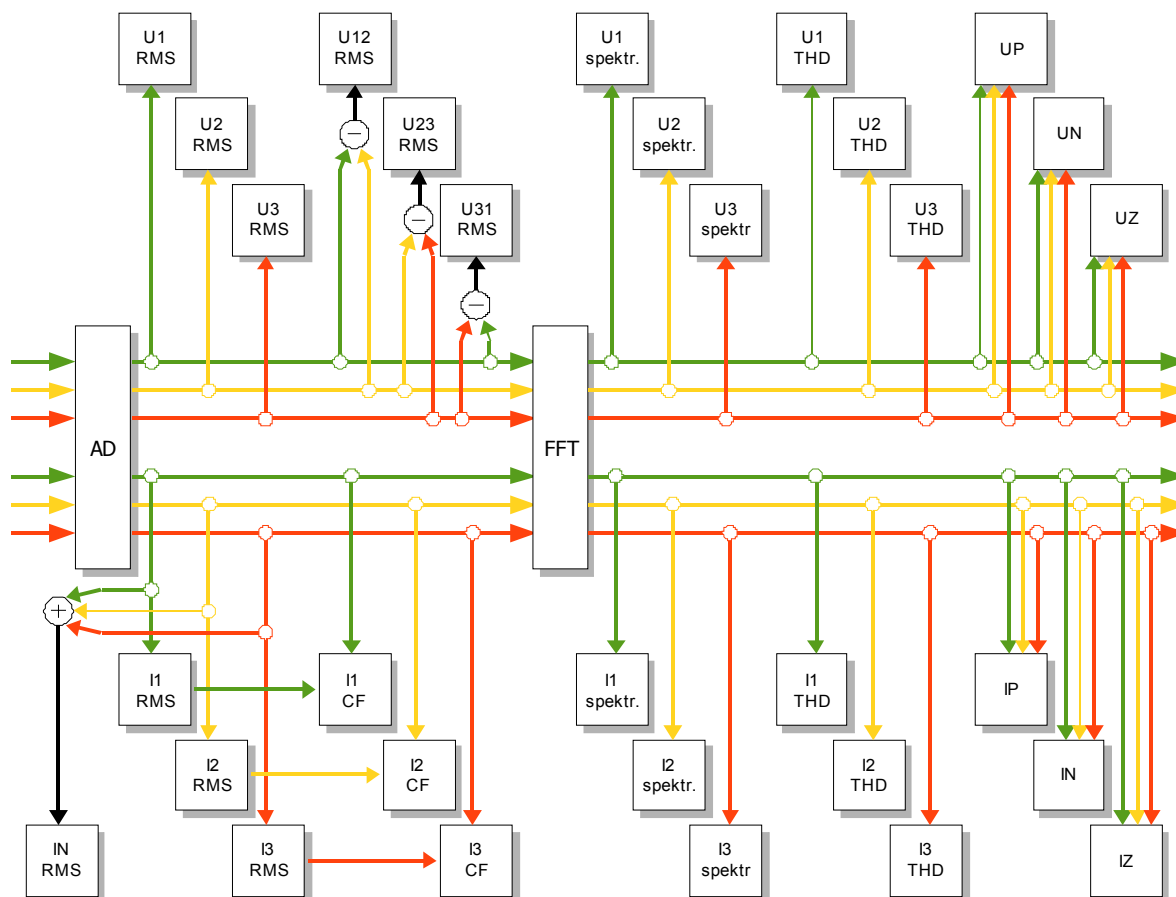 U1
RMS
U12
RMS
U1
spektr.
U1
THD
UP
U2
RMS
U23
RMS
U2
spektr.
U2
THD
UN
U3
RMS
U31
RMS
U3
spektr
U3
THD
UZ
AD
FFT
I1
RMS
I1
CF
I1
spektr.
I1
THD
IP
I2
RMS
I2
CF
I2
spektr.
I2
THD
IN
IN
RMS
I3
RMS
I3
CF
I3
spektr
I3
THD
IZ